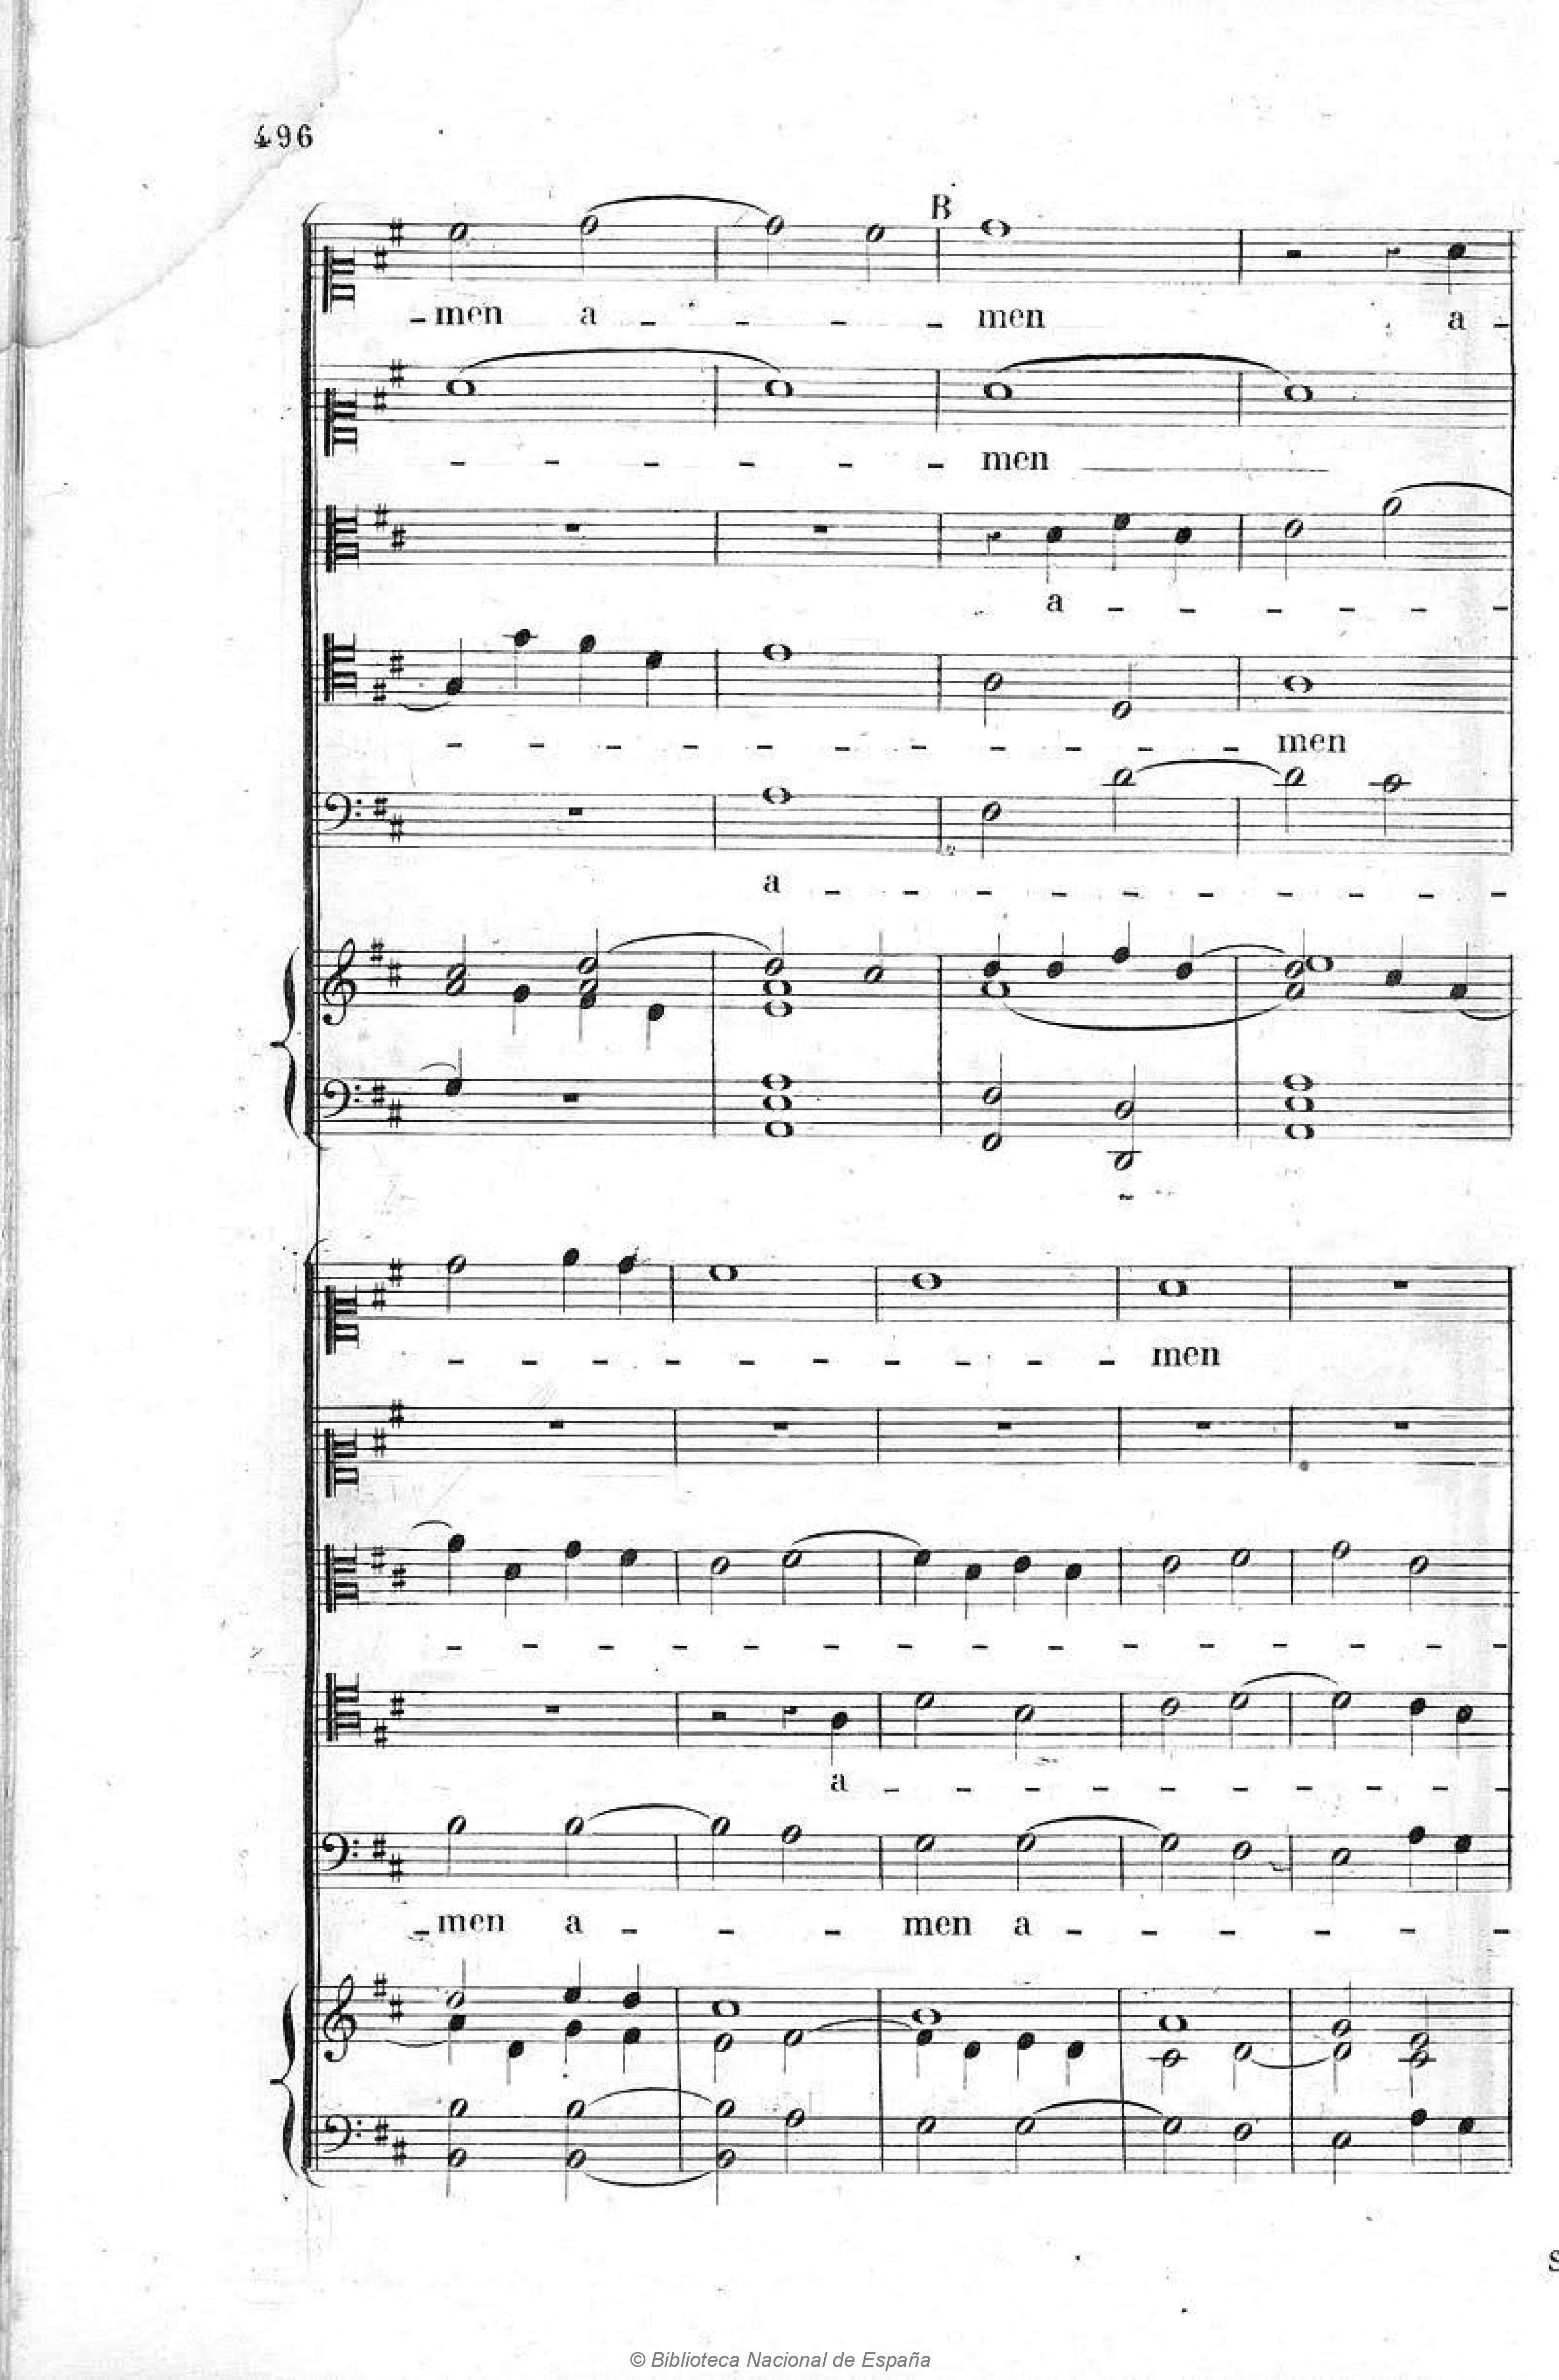 496
B
- men a - - - - men a -
- - - - - - men
a - - - - - -
- - - - - - - - - - - men
a - - - - - - - - - -
- - - - - - - - - - men
- - - - - - - - - - - - - - -
a - - - - - - - - - -
- men a - - - men a - - - - - -
S
© Biblioteca Nacional de España